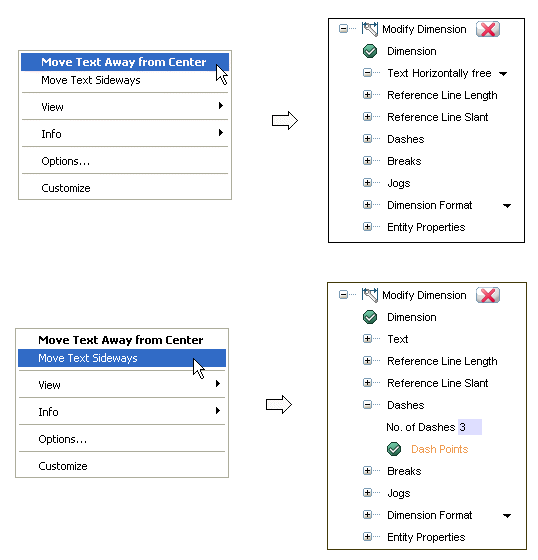 Move Text Away from Center
Move Text Sideways
View
Info
Options...
Customize
Modify Dimension
Dimension
Text Horizontally free
Reference Line Length
Reference Line Slant
Dashes
Breaks
Jogs
Dimension Format
Entity Properties
Move Text Away from Center
Move Text Sideways
View
Info
Options...
Customize
Modify Dimension
Dimension
Text
Reference Line Length
Reference Line Slant
Dashes
No. of Dashes 3
Dash Points
Breaks
Jogs
Dimension Format
Entity Properties